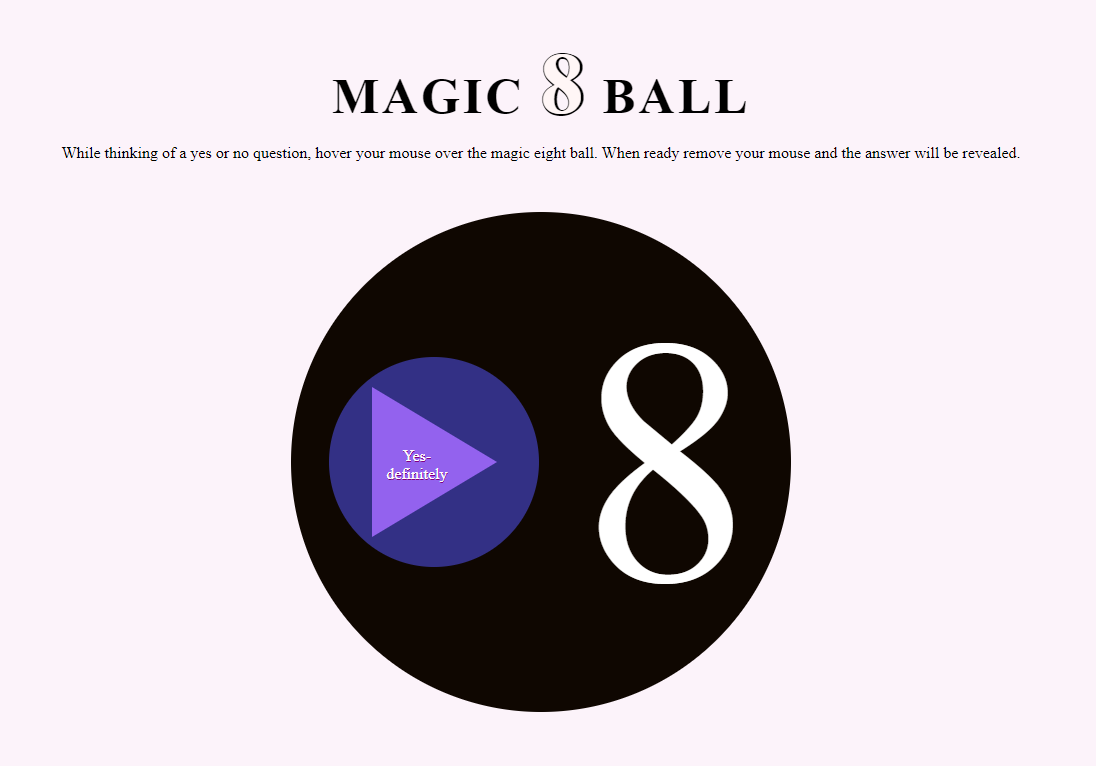 MAGIC 8 BALL
While thinking of a yes or no question, hover your mouse over the magic eight ball. When ready remove your mouse and the answer will be revealed.
Yes-
definitely
8